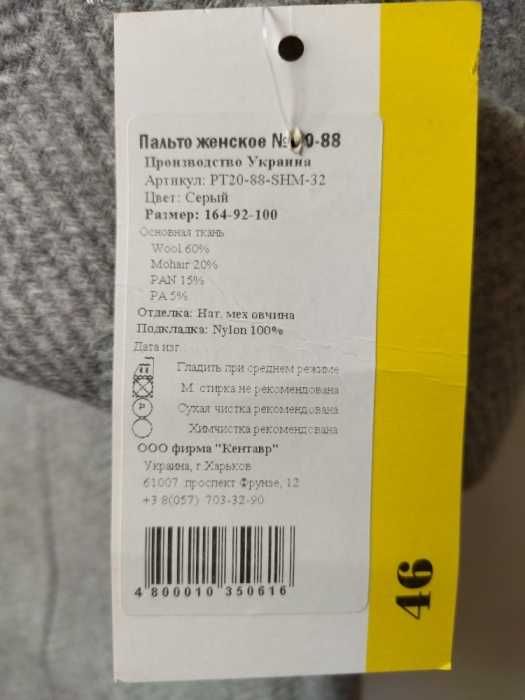 Пальто женское 0-88
Производство Украина
Артикул: PT20-88-SHM-32
Цвет: Серый
Размер: 164-92-100
Основная ткань
Wool 60%
Mohair 20%
PAN 15%
PA 5%
Отделка: Нат. мех овчина
Подкладка: Nylon 100%
Дата изг.
Гладить при среднем режиме
М. стирка не рекомендована
Сухая чистка рекомендована
Химчистка рекомендована
ООО фирма "Кентавр"
Украина, г.Харьков
61007 .проспект Фрунзе, 12
+3 8(057) 703-32-90
4 800010 350616
46